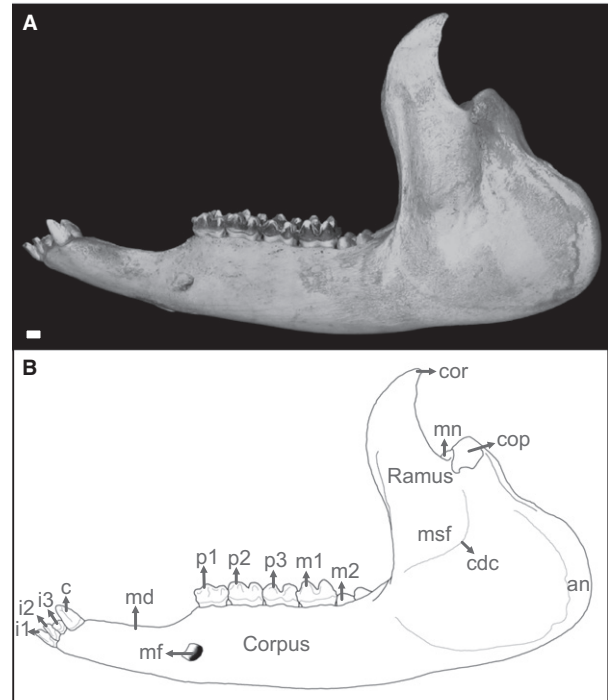 A
B
cor
mn
cop
Ramus
msf
cdc
an
p1 p2 p3 m1 m2
c
i3
i2
i1
md
mf
Corpus